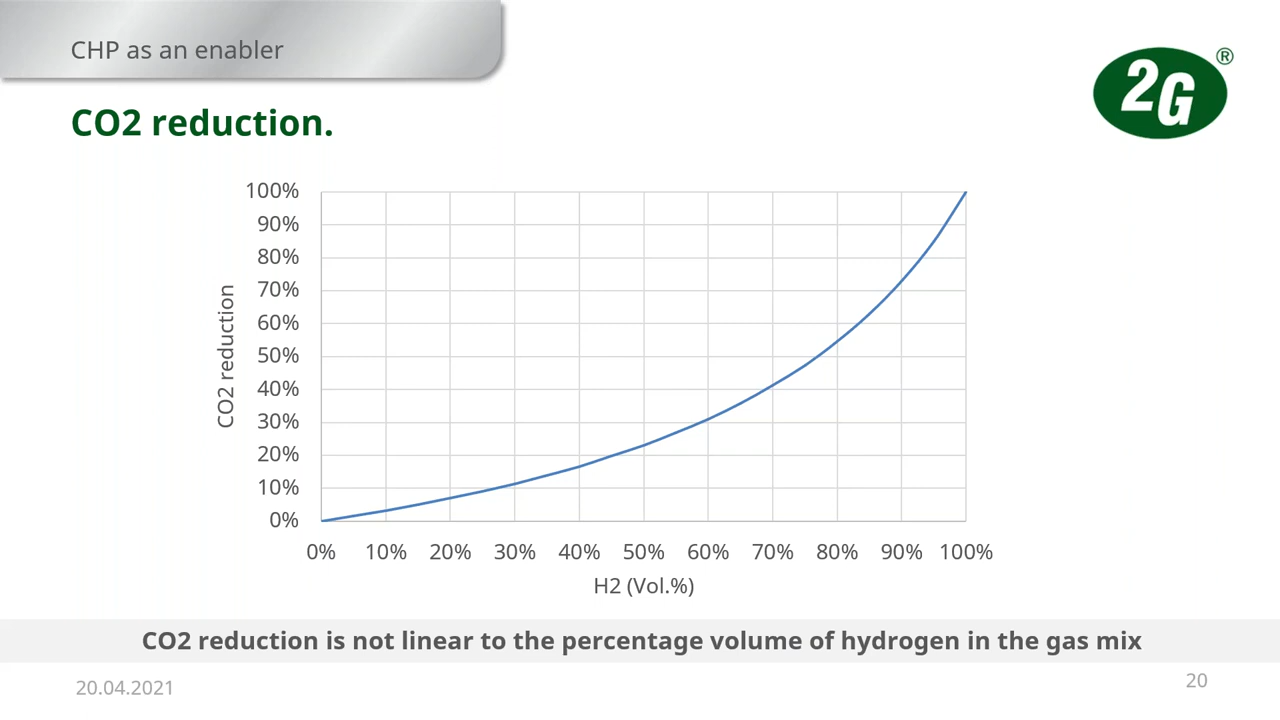 CHP as an enabler
2G®
CO2 reduction.
100%
90%
80%
70%
60%
50%
40%
30%
20%
10%
0%
CO2 reduction
0% 10% 20% 30% 40% 50% 60% 70% 80% 90% 100%
H2 (Vol.%)
CO2 reduction is not linear to the percentage volume of hydrogen in the gas mix
20.04.2021
20